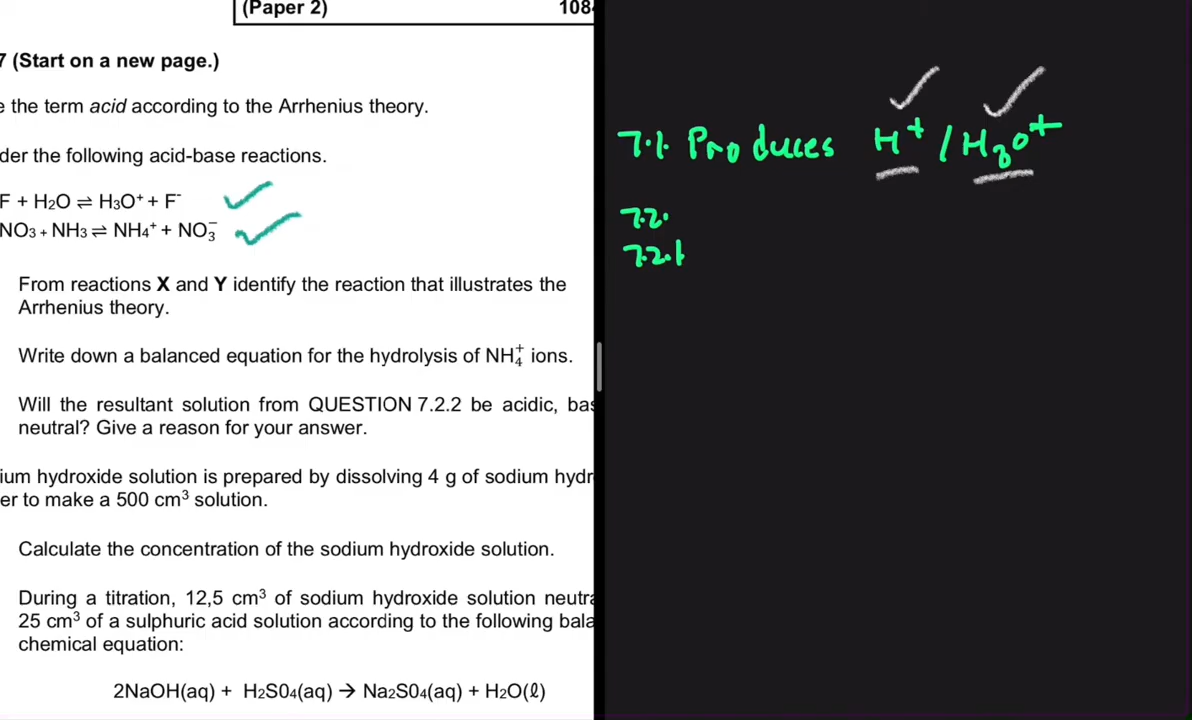 (Paper 2) 108
7 (Start on a new page.)
e the term acid according to the Arrhenius theory.
der the following acid-base reactions.
F + H₂O ⇌ H₃O⁺ + F⁻
NO₃ + NH₃ ⇌ NH₄⁺ + NO₃⁻
From reactions X and Y identify the reaction that illustrates the
Arrhenius theory.
Write down a balanced equation for the hydrolysis of NH₄⁺ ions.
Will the resultant solution from QUESTION 7.2.2 be acidic, bas
neutral? Give a reason for your answer.
ium hydroxide solution is prepared by dissolving 4 g of sodium hydr
er to make a 500 cm³ solution.
Calculate the concentration of the sodium hydroxide solution.
During a titration, 12,5 cm³ of sodium hydroxide solution neutra
25 cm³ of a sulphuric acid solution according to the following bala
chemical equation:
2NaOH(aq) + H₂S0₄(aq) → Na₂S0₄(aq) + H₂O(ℓ)
7.1. Produces H⁺ / H₃O⁺
7.2.
7.2.1